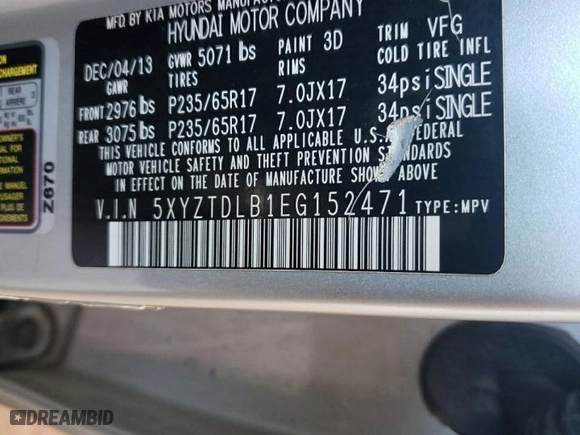 MFD BY KIA MOTORS MANUFACTUR
HYUNDAI MOTOR COMPANY
DEC/04/13 GVWR 5071 lbs PAINT 3D TRIM VFG
GAWR TIRES RIMS COLD TIRE INFL
FRONT 2976 lbs P235/65R17 7.0JX17 34psi SINGLE
REAR 3075 lbs P235/65R17 7.0JX17 34psi SINGLE
THIS VEHICLE CONFORMS TO ALL APPLICABLE U.S.A FEDERAL
MOTOR VEHICLE SAFETY AND THEFT PREVENTION STANDARDS
IN EFFECT ON THE DATE OF MANUFACTURE SHOWN ABOVE
V.I.N 5XYZTDLB1EG152471 TYPE:MPV
Z670
REAR
ARRIÈRE
DREAMBID